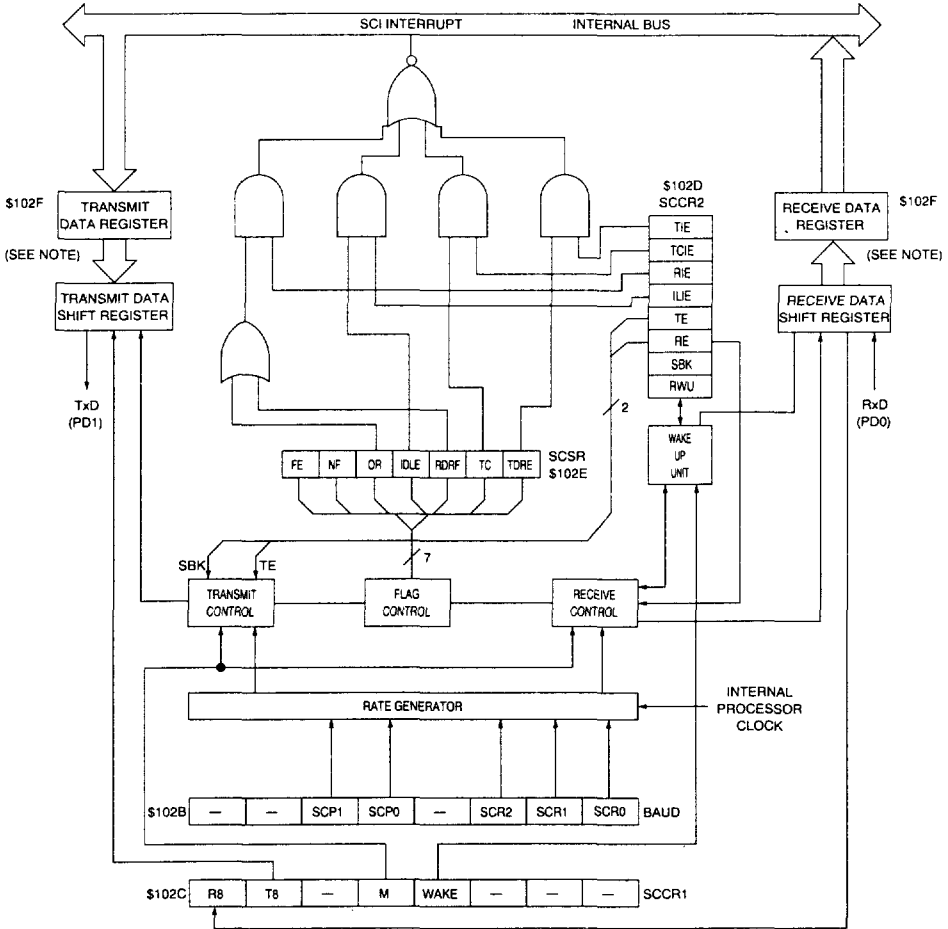 SCI INTERRUPT INTERNAL BUS
$102F
TRANSMIT
DATA REGISTER
(SEE NOTE)
TRANSMIT DATA
SHIFT REGISTER
TxD
(PD1)
$102D
SCCR2
TIE
TCIE
RIE
ILIE
TE
RE
SBK
RWU
2
WAKE
UP
UNIT
RECEIVE DATA
REGISTER
$102F
(SEE NOTE)
RECEIVE DATA
SHIFT REGISTER
RxD
(PD0)
FE NF OR IDLE RDRF TC TDRE
SCSR
$102E
7
SBK TE
TRANSMIT
CONTROL
FLAG
CONTROL
RECEIVE
CONTROL
RATE GENERATOR
INTERNAL
PROCESSOR
CLOCK
$102B — — SCP1 SCP0 — SCR2 SCR1 SCR0 BAUD
$102C R8 T8 — M WAKE — — — SCCR1